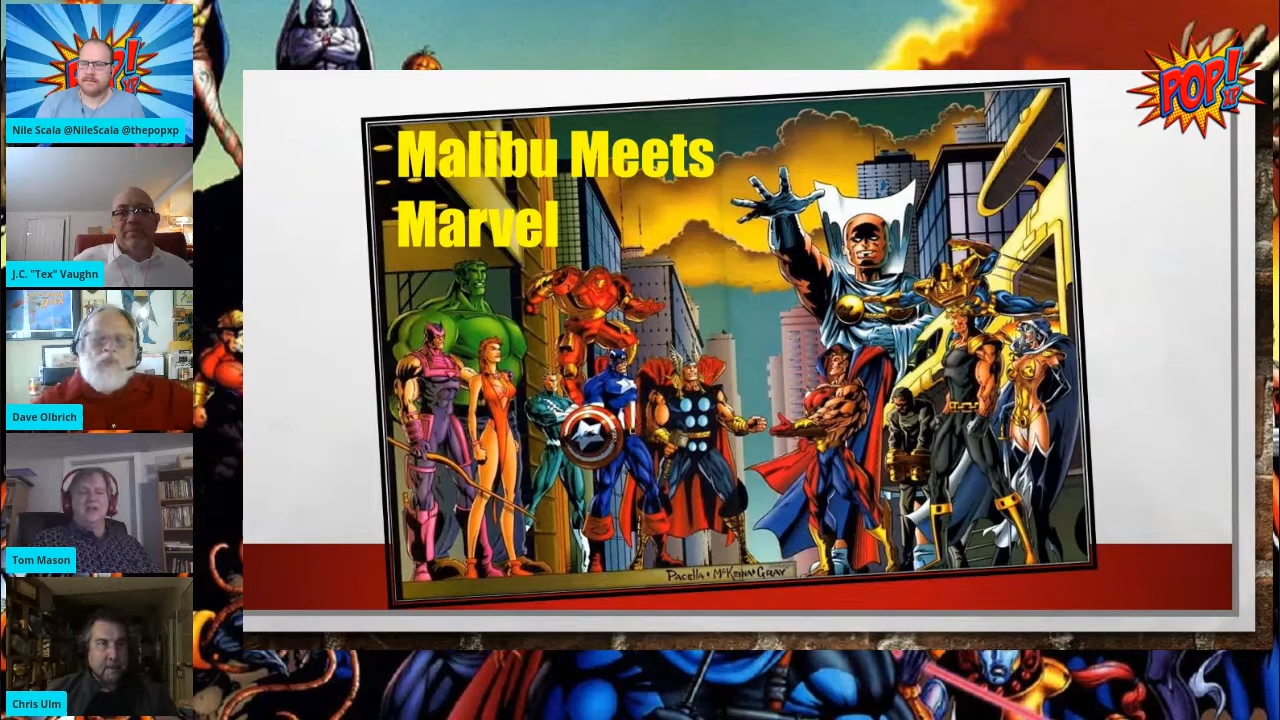 Nile Scala @NileScala @thepopxp
J.C. "Tex" Vaughn
Dave Olbrich
Tom Mason
Chris Ulm
Malibu Meets
Marvel
PACELLA • MCKENNA • GRAY
POP!
XP